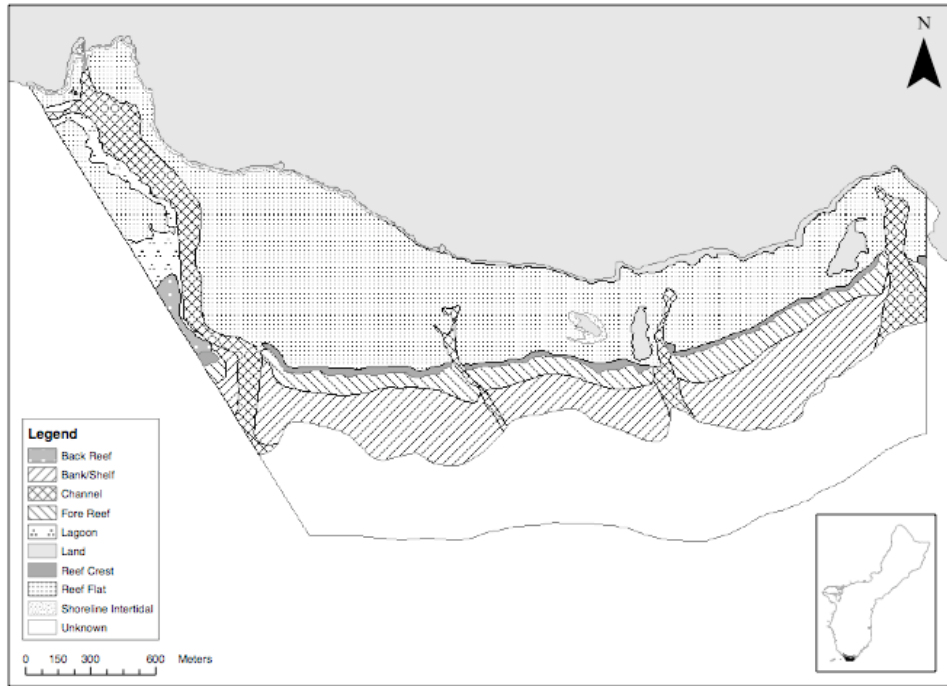 N
Legend
Back Reef
Bank/Shelf
Channel
Fore Reef
Lagoon
Land
Reef Crest
Reef Flat
Shoreline Intertidal
Unknown
0 150 300 600 Meters